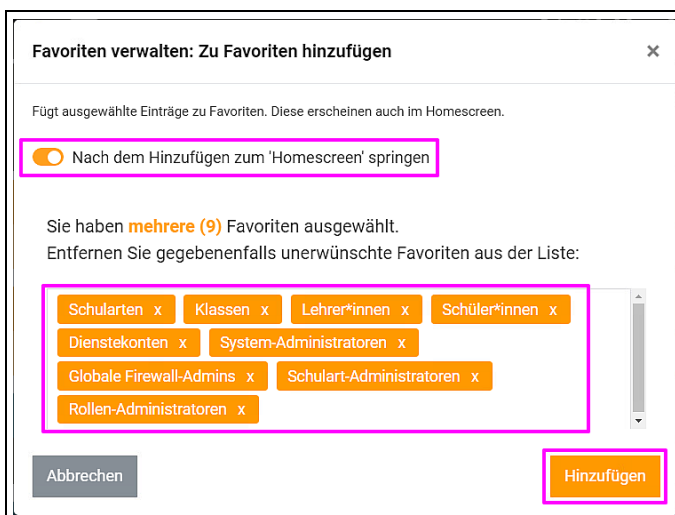 Favoriten verwalten: Zu Favoriten hinzufügen ×
Fügt ausgewählte Einträge zu Favoriten. Diese erscheinen auch im Homescreen.
Nach dem Hinzufügen zum 'Homescreen' springen
Sie haben mehrere (9) Favoriten ausgewählt.
Entfernen Sie gegebenenfalls unerwünschte Favoriten aus der Liste:
Schularten x Klassen x Lehrer*innen x Schüler*innen x
Dienstekonten x System-Administratoren x
Globale Firewall-Admins x Schulart-Administratoren x
Rollen-Administratoren x
Abbrechen Hinzufügen